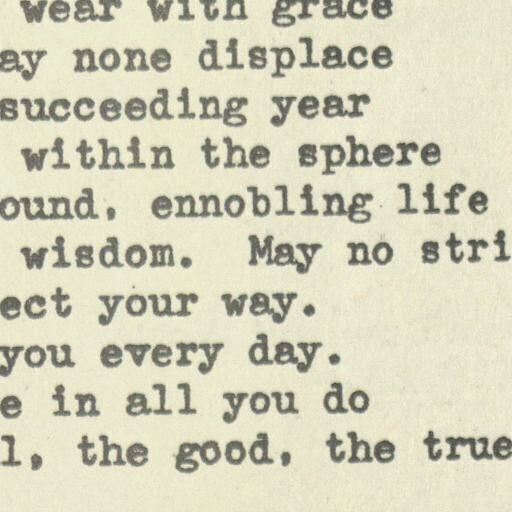 wear with grace
ay none displace
succeeding year
within the sphere
ound, ennobling life
wisdom.  May no stri
ect your way.
you every day.
e in all you do
l, the good, the true